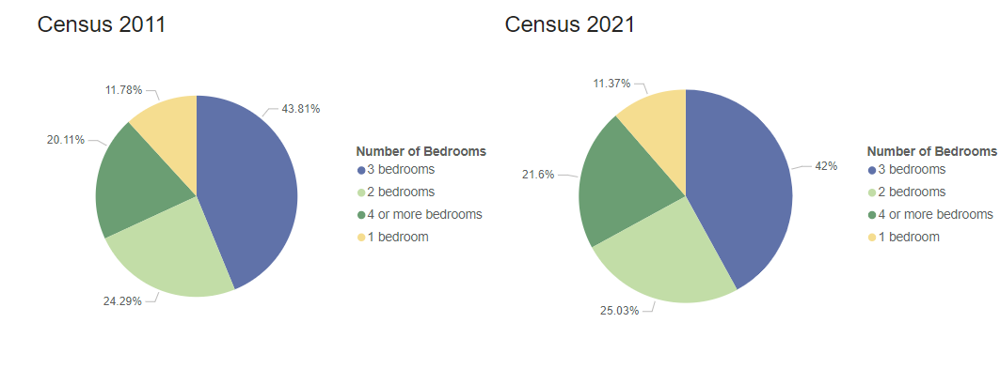 Census 2011
11.78%
43.81%
20.11%
24.29%
Number of Bedrooms
3 bedrooms
2 bedrooms
4 or more bedrooms
1 bedroom
Census 2021
11.37%
42%
21.6%
25.03%
Number of Bedrooms
3 bedrooms
2 bedrooms
4 or more bedrooms
1 bedroom